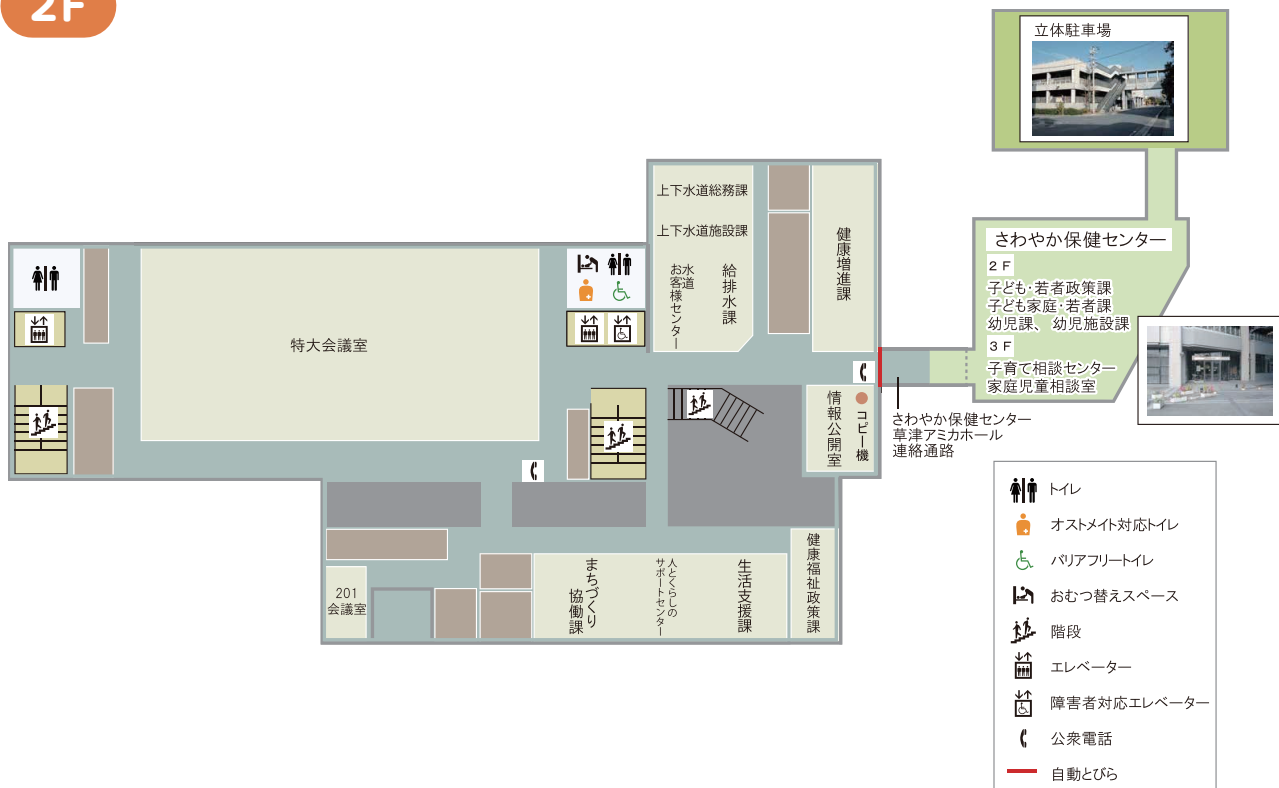 2F
立体駐車場
上下水道総務課
上下水道施設課
水道
お客様センター
給排水課
健康増進課
さわやか保健センター
2F
子ども・若者政策課
子ども家庭・若者課
幼児課、幼児施設課
3F
子育て相談センター
家庭児童相談室
特大会議室
情報公開室
コピー機
さわやか保健センター
草津アミカホール
連絡通路
201
会議室
まちづくり
協働課
人とくらしの
サポートセンター
生活支援課
健康福祉政策課
トイレ
オストメイト対応トイレ
バリアフリートイレ
おむつ替えスペース
階段
エレベーター
障害者対応エレベーター
公衆電話
自動とびら